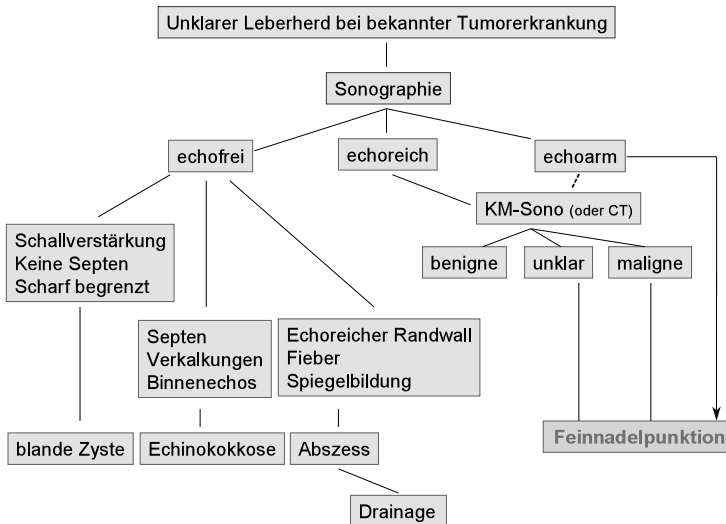 Unklarer Leberherd bei bekannter Tumorerkrankung
Sonographie
echofrei
echoreich
echoarm
KM-Sono (oder CT)
Schallverstärkung
Keine Septen
Scharf begrenzt
benigne
unklar
maligne
Septen
Verkalkungen
Binnenechos
Echoreicher Randwall
Fieber
Spiegelbildung
blande Zyste
Echinokokkose
Abszess
Feinnadelpunktion
Drainage